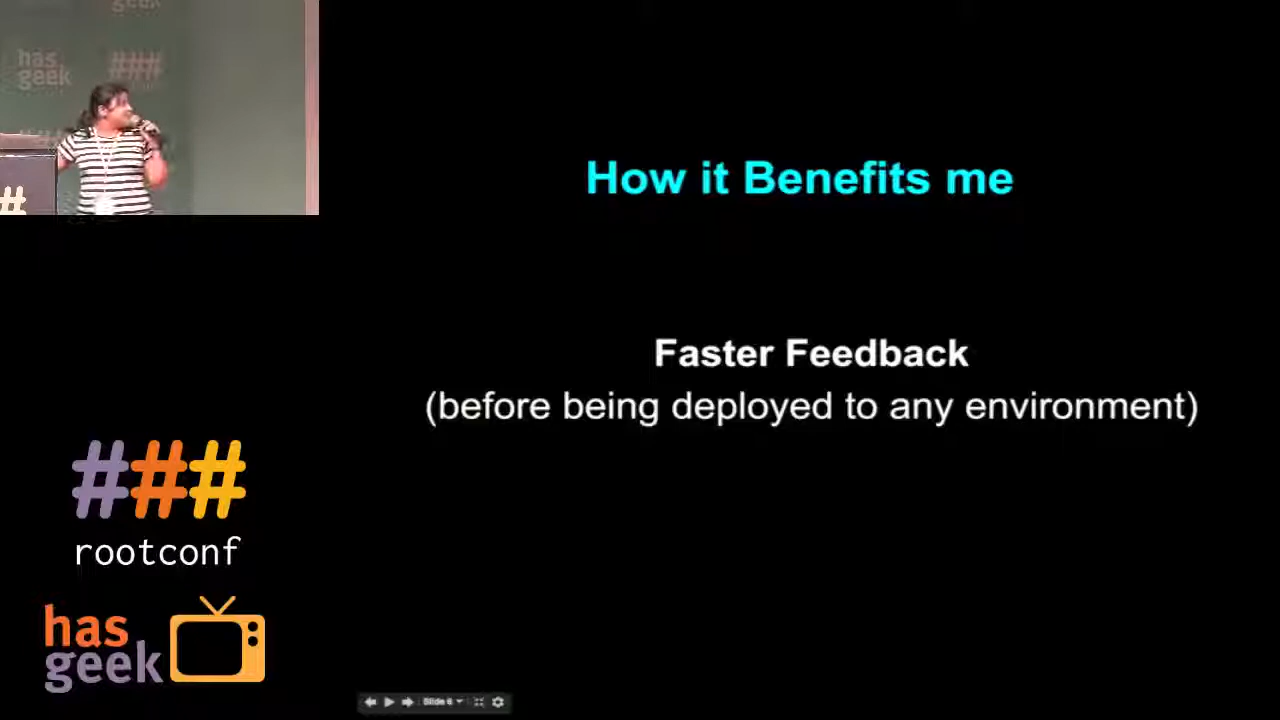 geek
has
geek
###
#
How it Benefits me
Faster Feedback
(before being deployed to any environment)
###
rootconf
has
geek
Slide 6